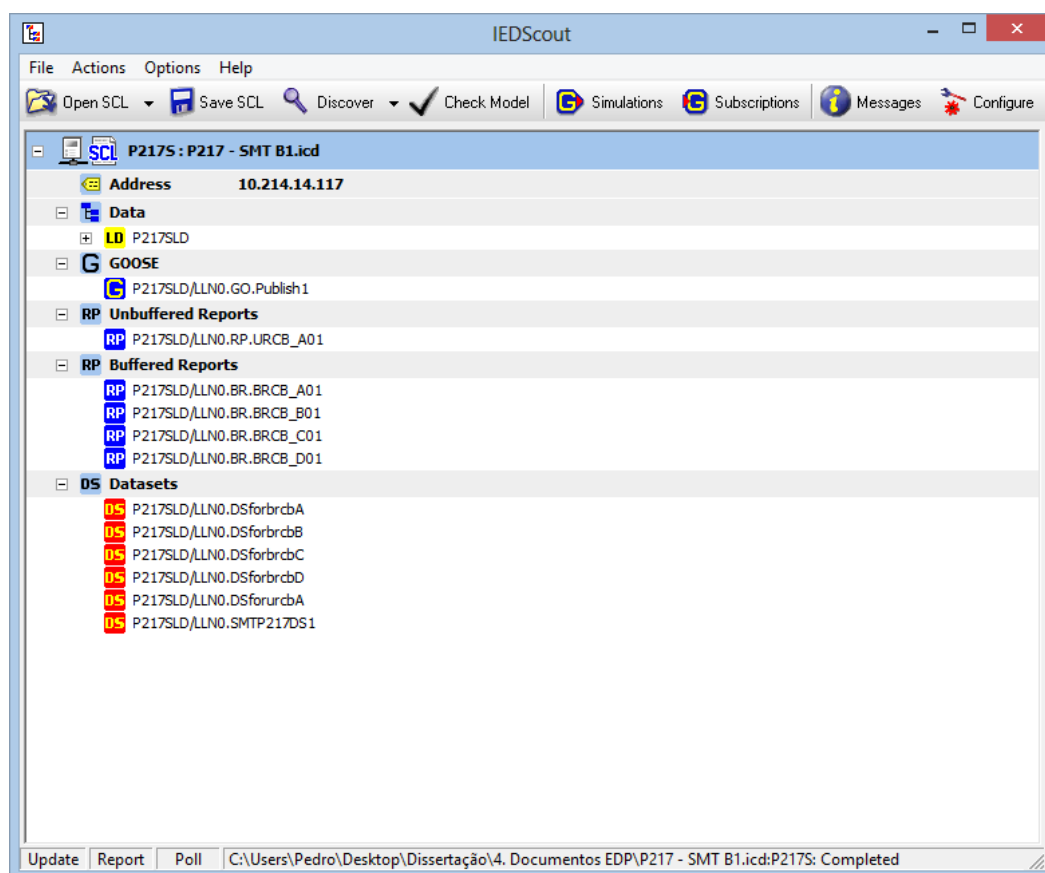 IEDScout
File Actions Options Help
Open SCL Save SCL Discover Check Model Simulations Subscriptions Messages Configure
SCL P217S : P217 - SMT B1.icd
Address 10.214.14.117
Data
LD P217SLD
G GOOSE
G P217SLD/LLN0.GO.Publish1
RP Unbuffered Reports
RP P217SLD/LLN0.RP.URCB_A01
RP Buffered Reports
RP P217SLD/LLN0.BR.BRCB_A01
RP P217SLD/LLN0.BR.BRCB_B01
RP P217SLD/LLN0.BR.BRCB_C01
RP P217SLD/LLN0.BR.BRCB_D01
DS Datasets
DS P217SLD/LLN0.DSforbrcbA
DS P217SLD/LLN0.DSforbrcbB
DS P217SLD/LLN0.DSforbrcbC
DS P217SLD/LLN0.DSforbrcbD
DS P217SLD/LLN0.DSforurcbA
DS P217SLD/LLN0.SMTP217DS1
Update Report Poll C:\Users\Pedro\Desktop\Dissertação\4. Documentos EDP\P217 - SMT B1.icd:P217S: Completed